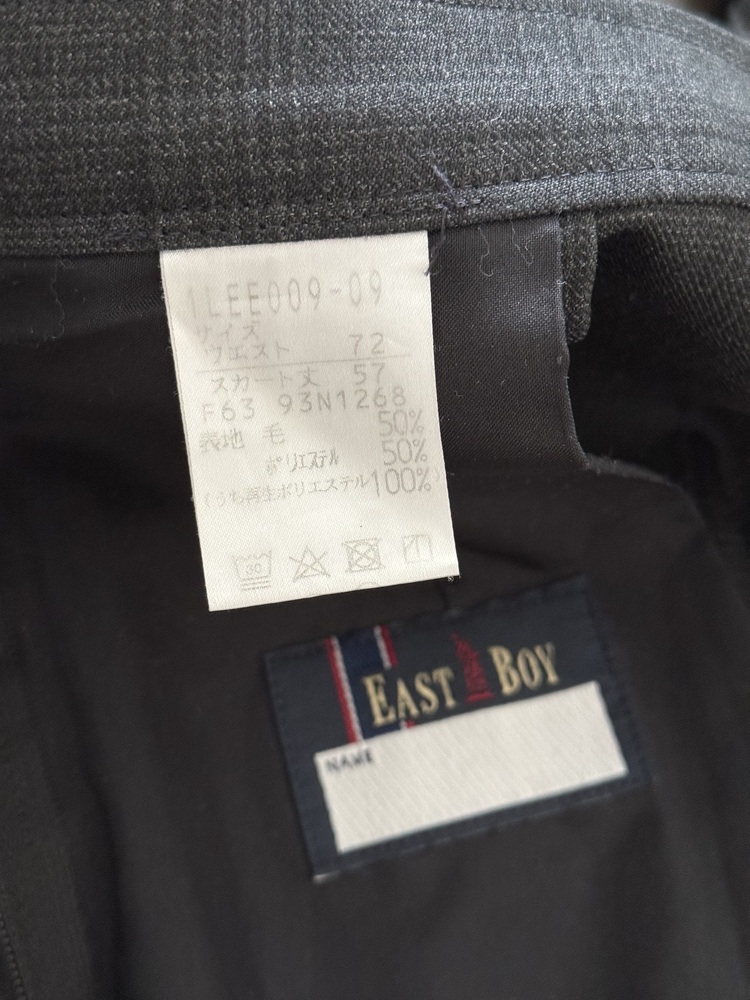 1LEE009-09
サイズ
ウエスト 72
スカート丈 57
F63 93N1268
表地 毛 50%
ポリエステル 50%
(うち再生ポリエステル100%)
30
EAST BOY
NAME